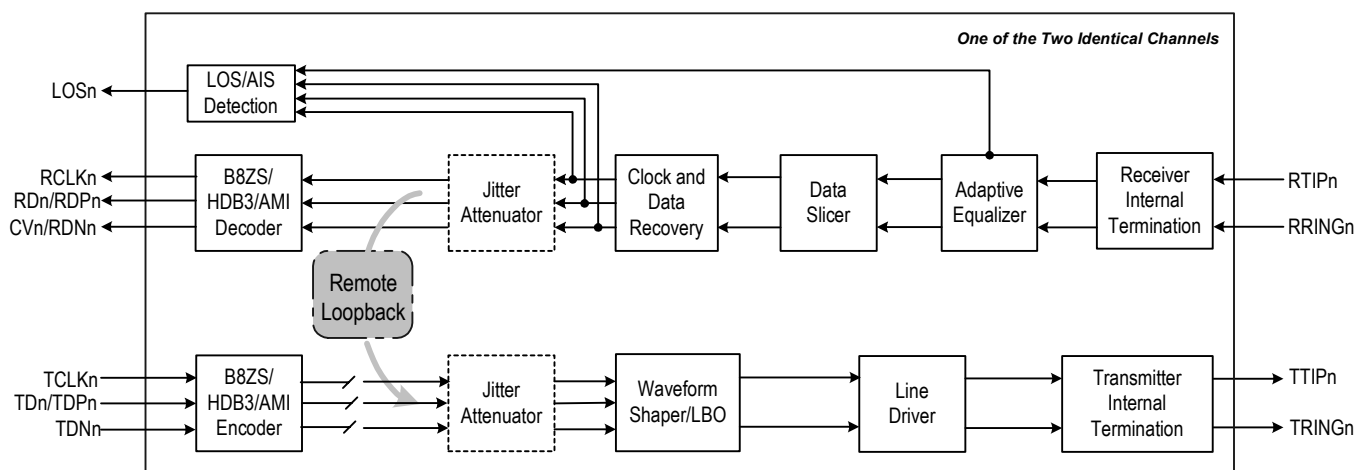 One of the Two Identical Channels
LOSn
LOS/AIS
Detection
RCLKn
RDn/RDPn
CVn/RDNn
B8ZS/
HDB3/AMI
Decoder
Jitter
Attenuator
Clock and
Data
Recovery
Data
Slicer
Adaptive
Equalizer
Receiver
Internal
Termination
RTIPn
RRINGn
Remote
Loopback
TCLKn
TDn/TDPn
TDNn
B8ZS/
HDB3/AMI
Encoder
Jitter
Attenuator
Waveform
Shaper/LBO
Line
Driver
Transmitter
Internal
Termination
TTIPn
TRINGn